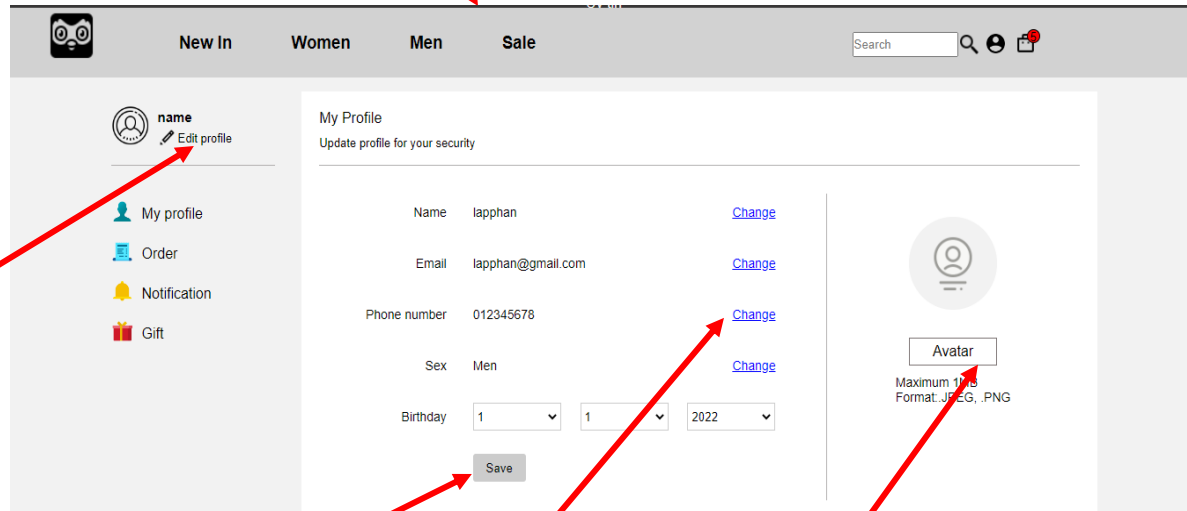 New In Women Men Sale Search
name
Edit profile
My profile
Order
Notification
Gift
My Profile
Update profile for your security
Name lapphan Change
Email lapphan@gmail.com Change
Phone number 012345678 Change
Sex Men Change
Birthday 1 1 2022
Save
Avatar
Maximum 1MB
Format:.JPEG, .PNG